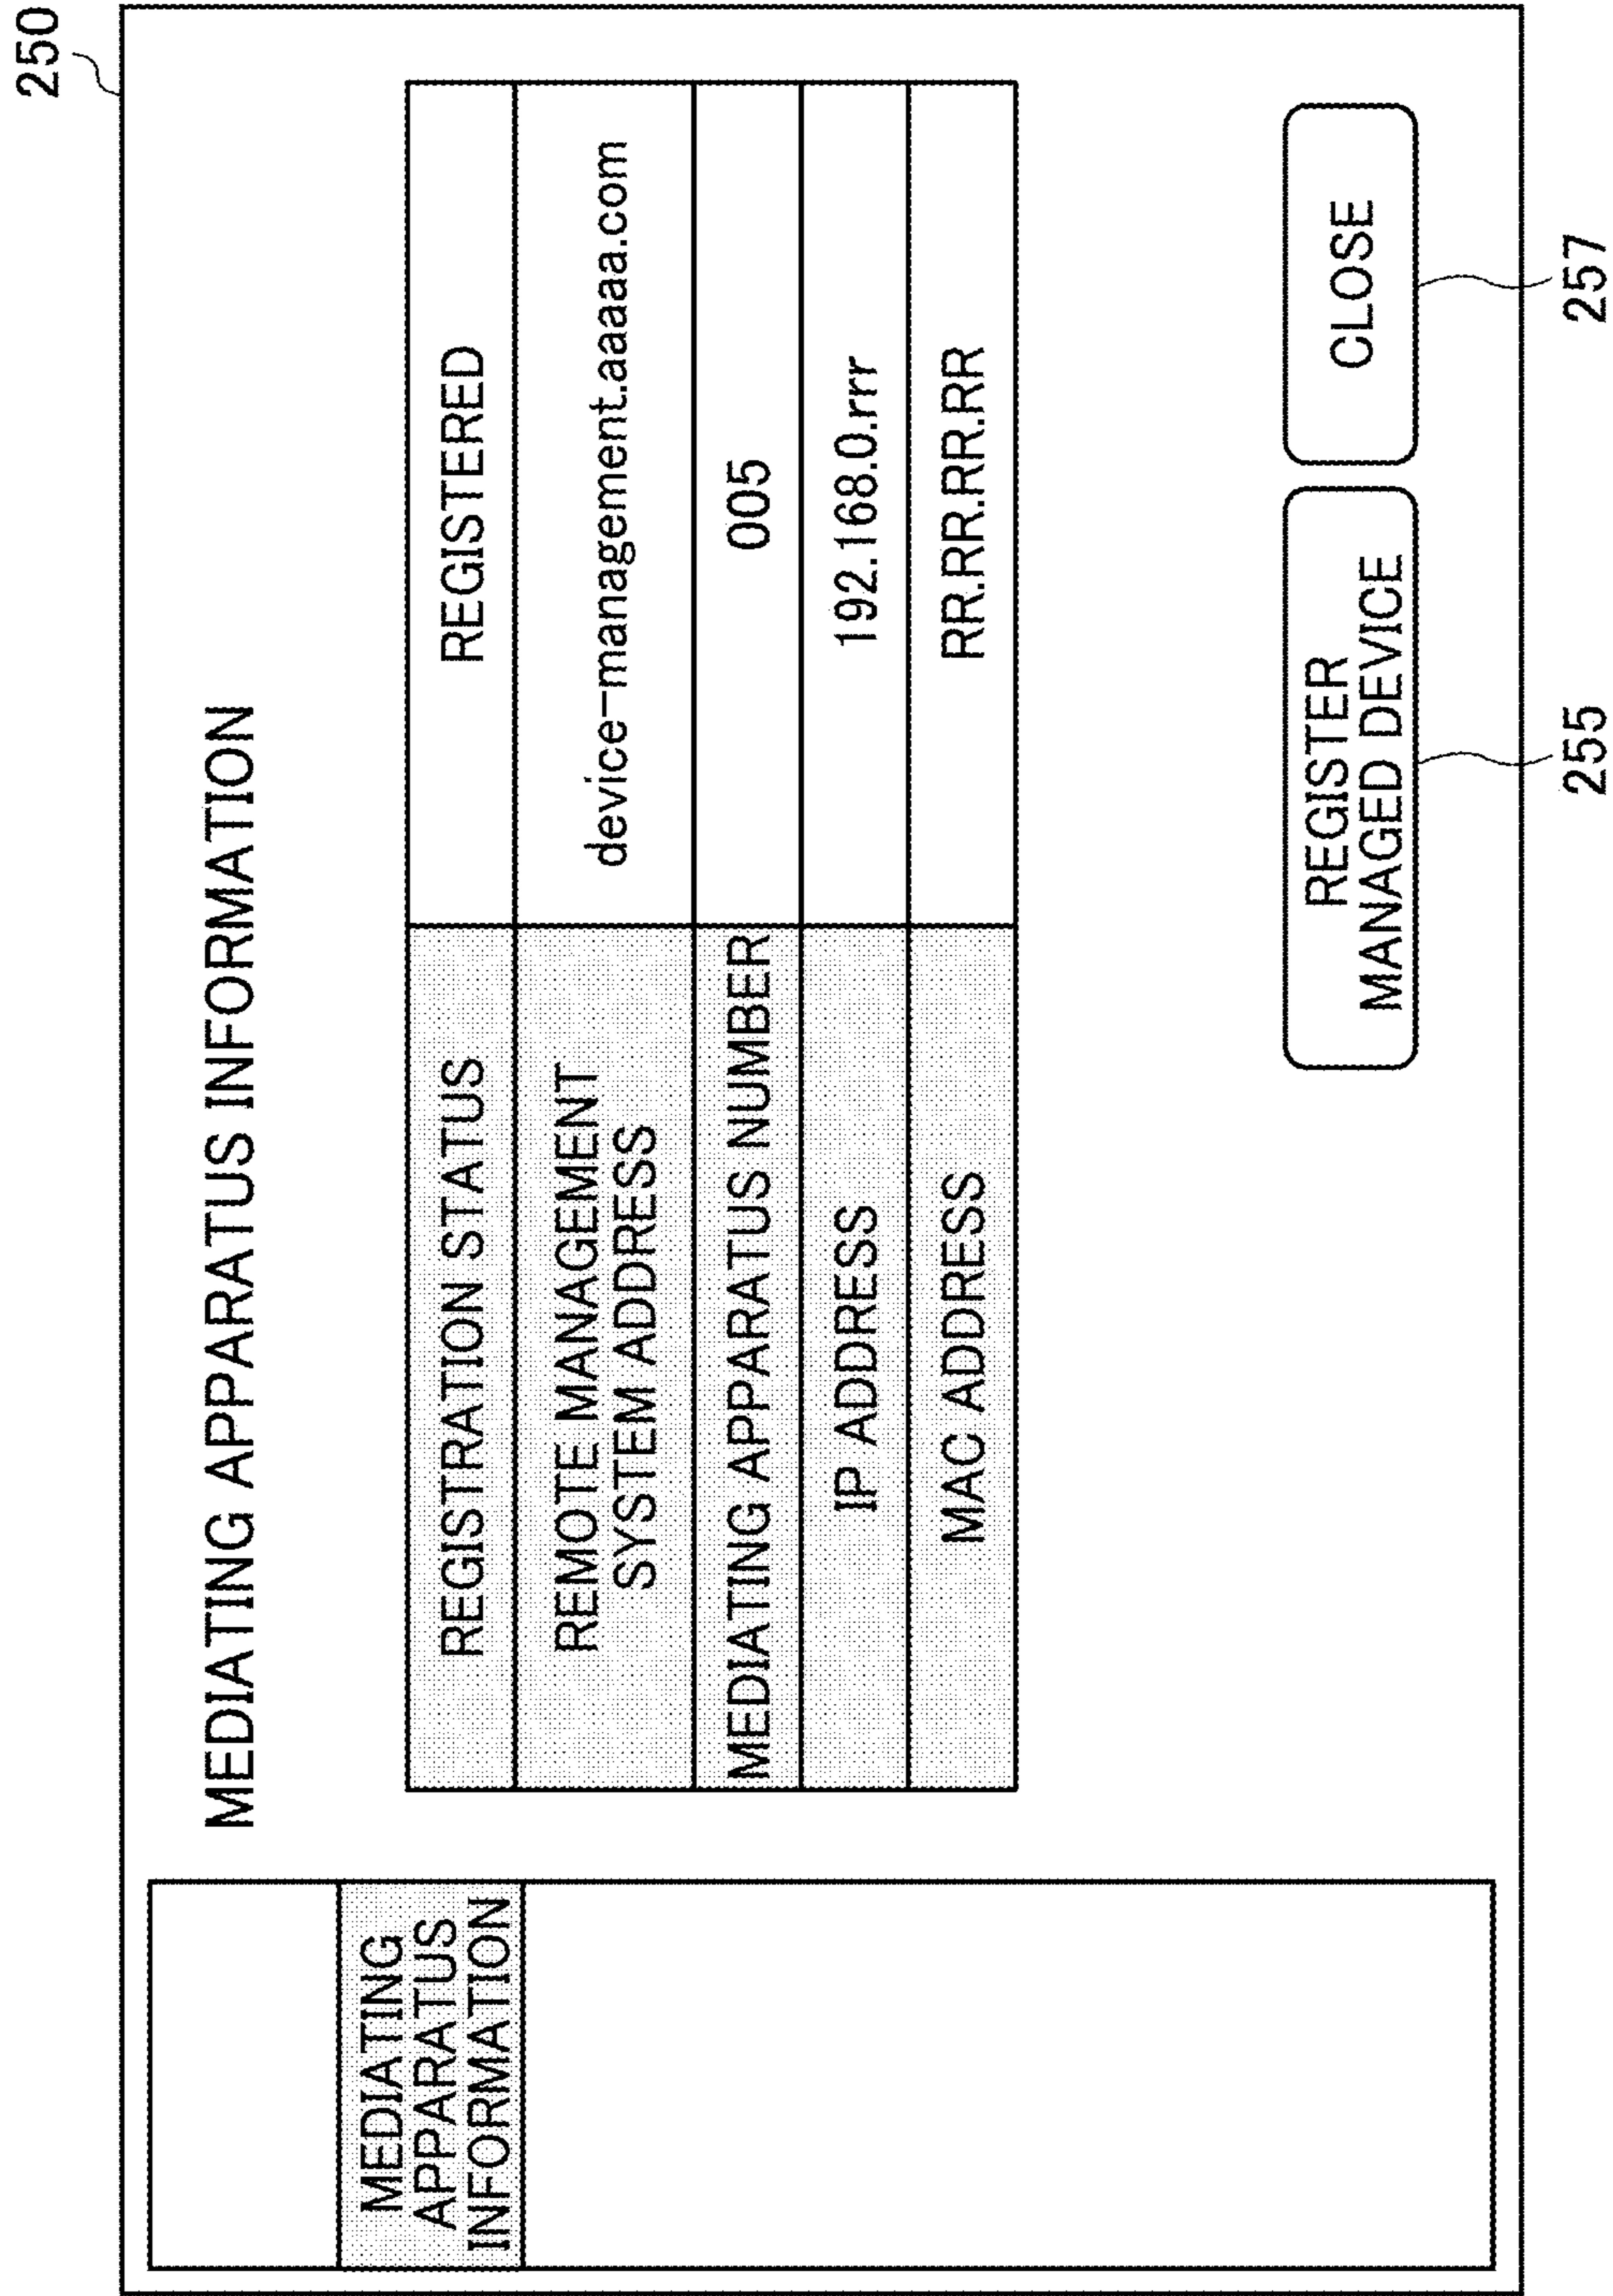 250
MEDIATING
APPARATUS
INFORMATION
MEDIATING APPARATUS INFORMATION
REGISTRATION STATUS
REGISTERED
REMOTE MANAGEMENT
SYSTEM ADDRESS
device-management.aaaaa.com
MEDIATING APPARATUS NUMBER
005
IP ADDRESS
192.168.0.rrr
MAC ADDRESS
RR.RR.RR.RR
REGISTER
MANAGED DEVICE
CLOSE
255
257